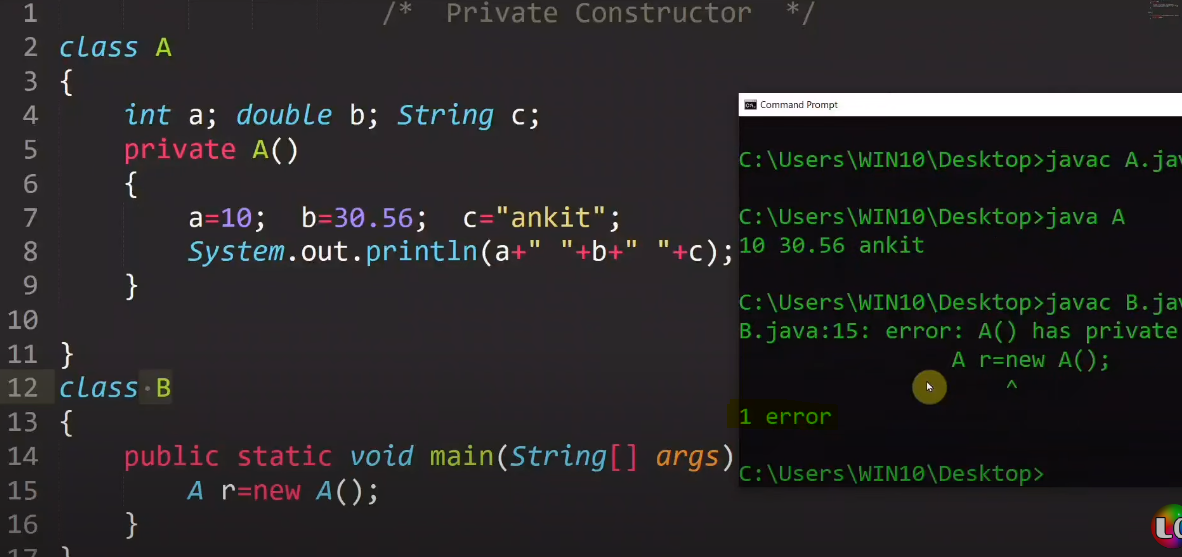 1 /* Private Constructor */
2 class A
3 {
4 int a; double b; String c;
5 private A()
6 {
7 a=10; b=30.56; c="ankit";
8 System.out.println(a+" "+b+" "+c);
9 }
10
11 }
12 class B
13 {
14 public static void main(String[] args)
15 A r=new A();
16 }
17 }
Command Prompt
C:\Users\WIN10\Desktop>javac A.jav
C:\Users\WIN10\Desktop>java A
10 30.56 ankit
C:\Users\WIN10\Desktop>javac B.jav
B.java:15: error: A() has private
A r=new A();
^
1 error
C:\Users\WIN10\Desktop>